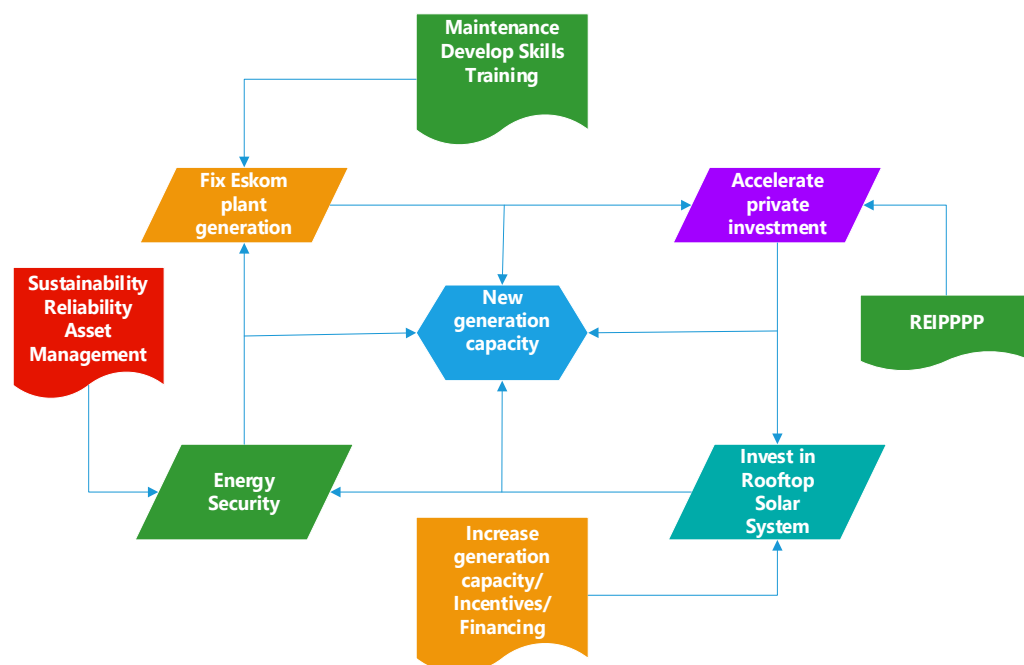 Maintenance
Develop Skills
Training
Fix Eskom
plant
generation
Accelerate
private
investment
Sustainability
Reliability
Asset
Management
New
generation
capacity
REIPPPP
Energy
Security
Invest in
Rooftop
Solar
System
Increase
generation
capacity/
Incentives/
Financing